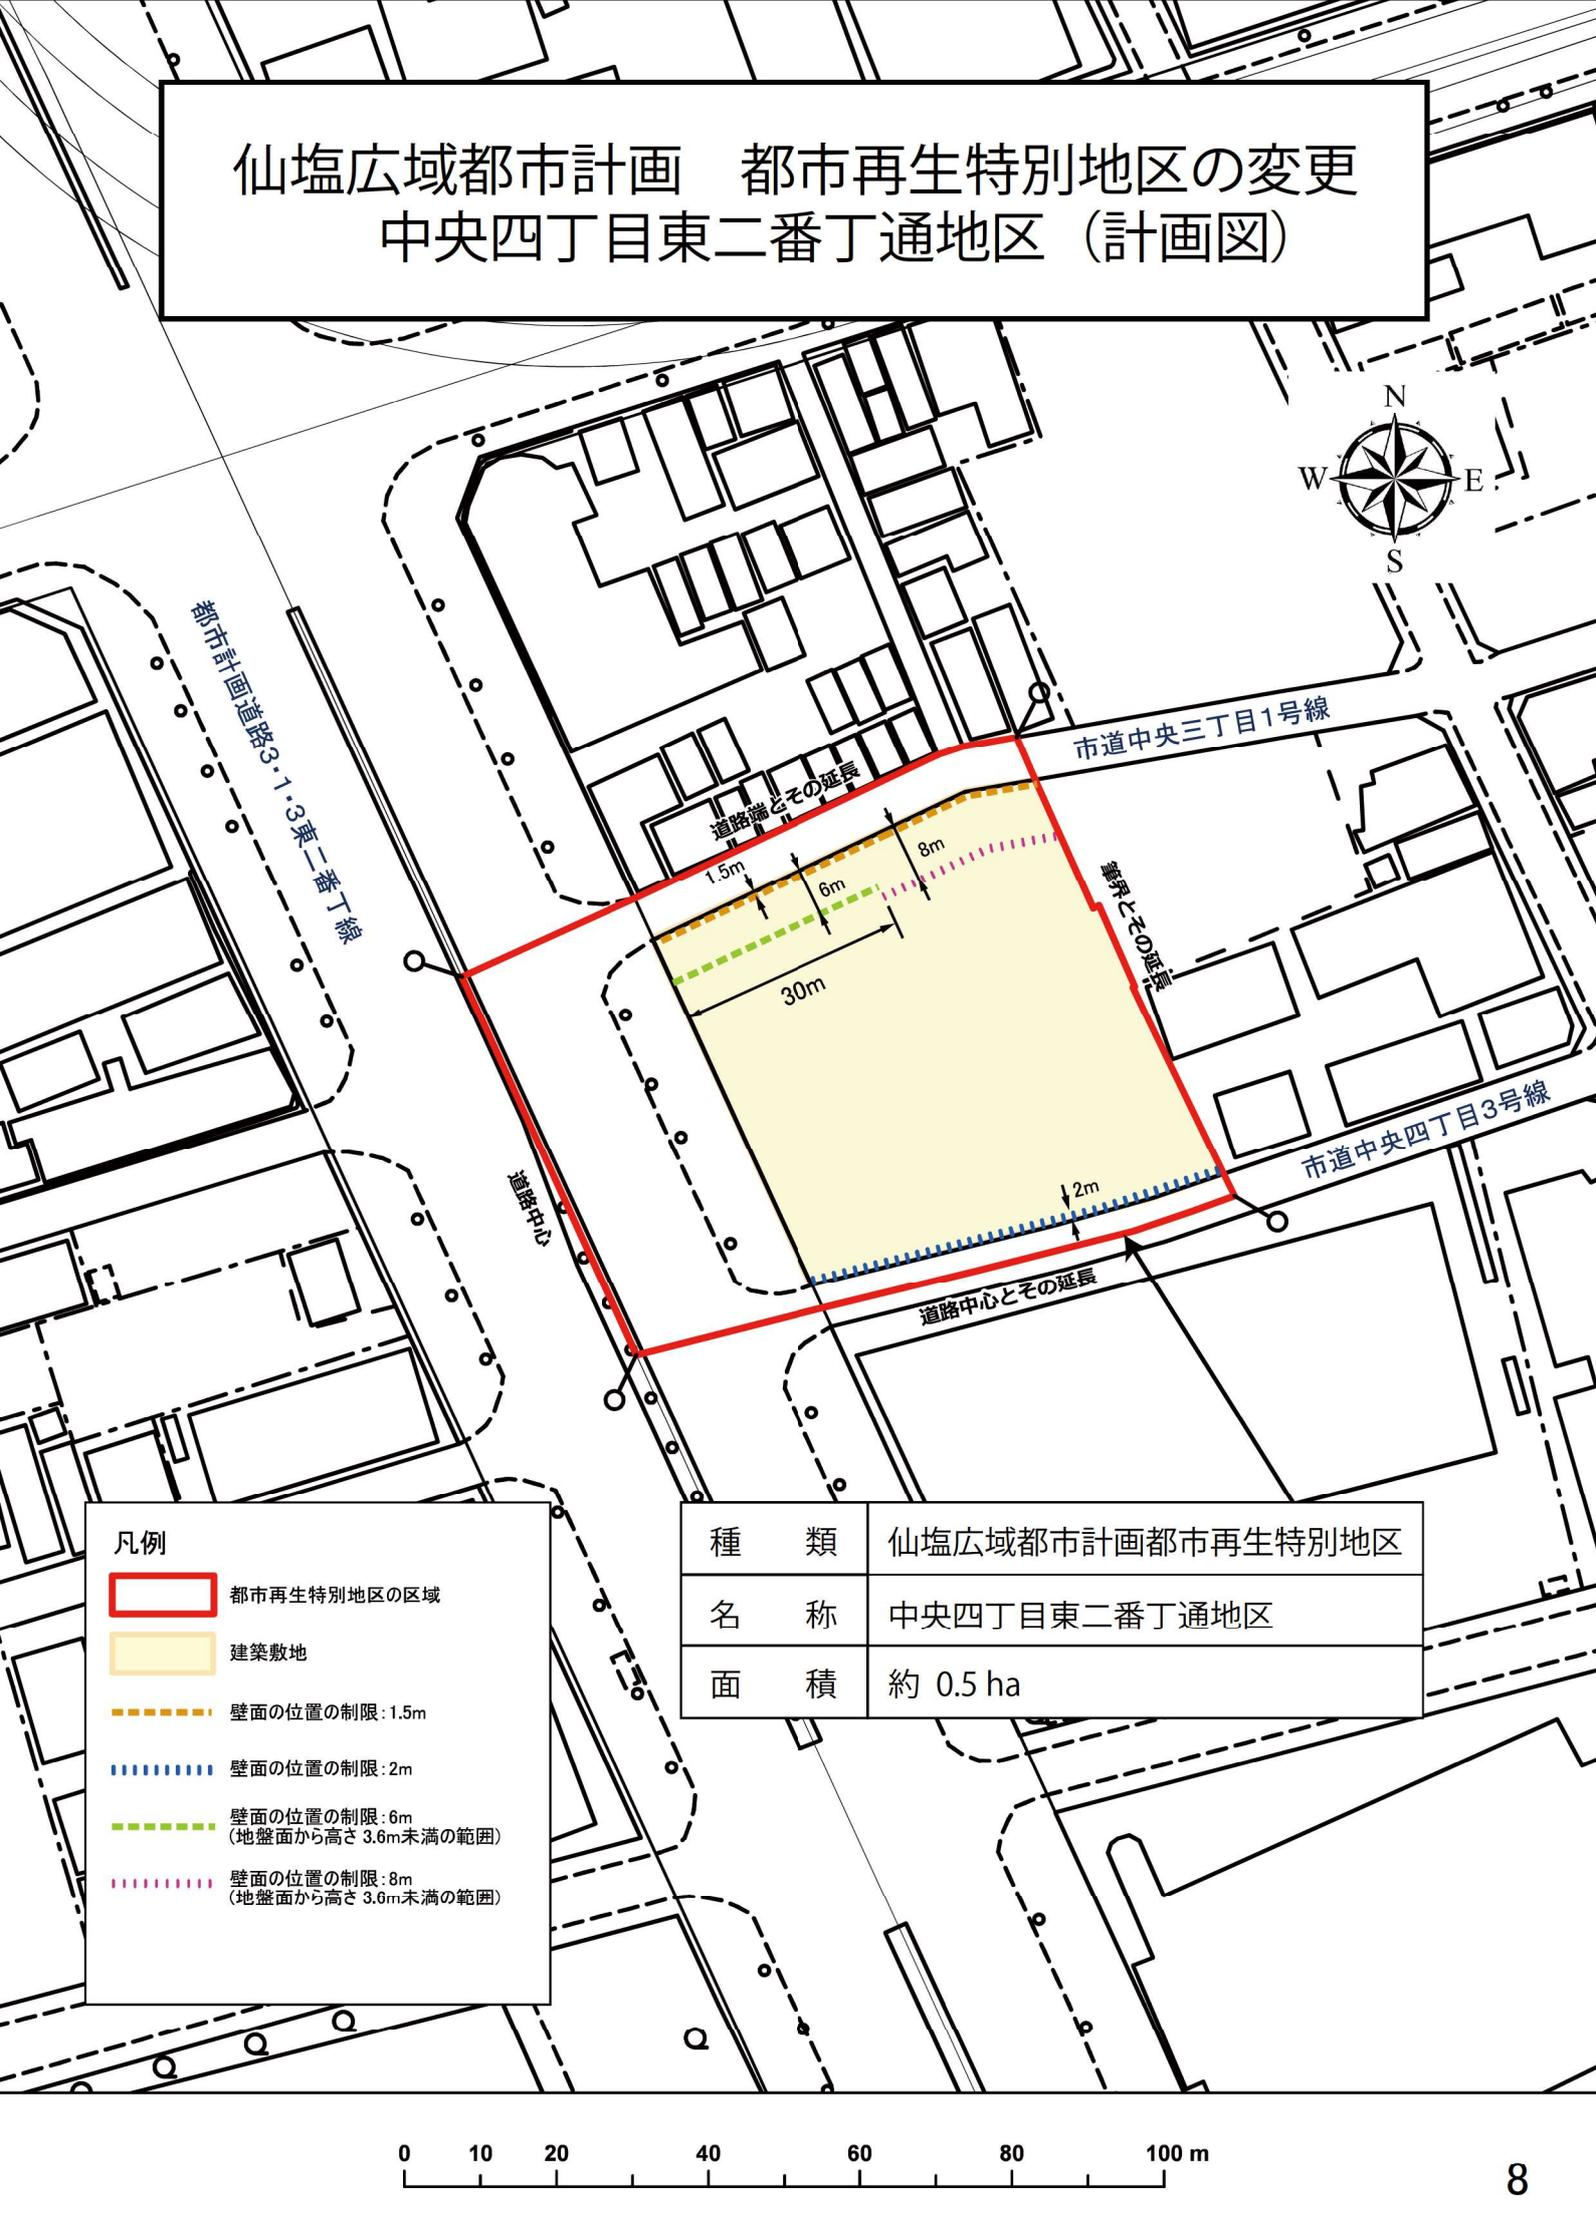 仙塩広域都市計画　都市再生特別地区の変更
中央四丁目東二番丁通地区（計画図）
N
W
E
S
都市計画道路3・1・3東二番丁線
市道中央三丁目1号線
道路端とその延長
1.5m
6m
8m
30m
筆界とその延長
市道中央四丁目3号線
2m
道路中心
道路中心とその延長
凡例
都市再生特別地区の区域
建築敷地
壁面の位置の制限：1.5m
壁面の位置の制限：2m
壁面の位置の制限：6m
（地盤面から高さ3.6m未満の範囲）
壁面の位置の制限：8m
（地盤面から高さ3.6m未満の範囲）
種　類　仙塩広域都市計画都市再生特別地区
名　称　中央四丁目東二番丁通地区
面　積　約 0.5 ha
0 10 20 40 60 80 100 m
8